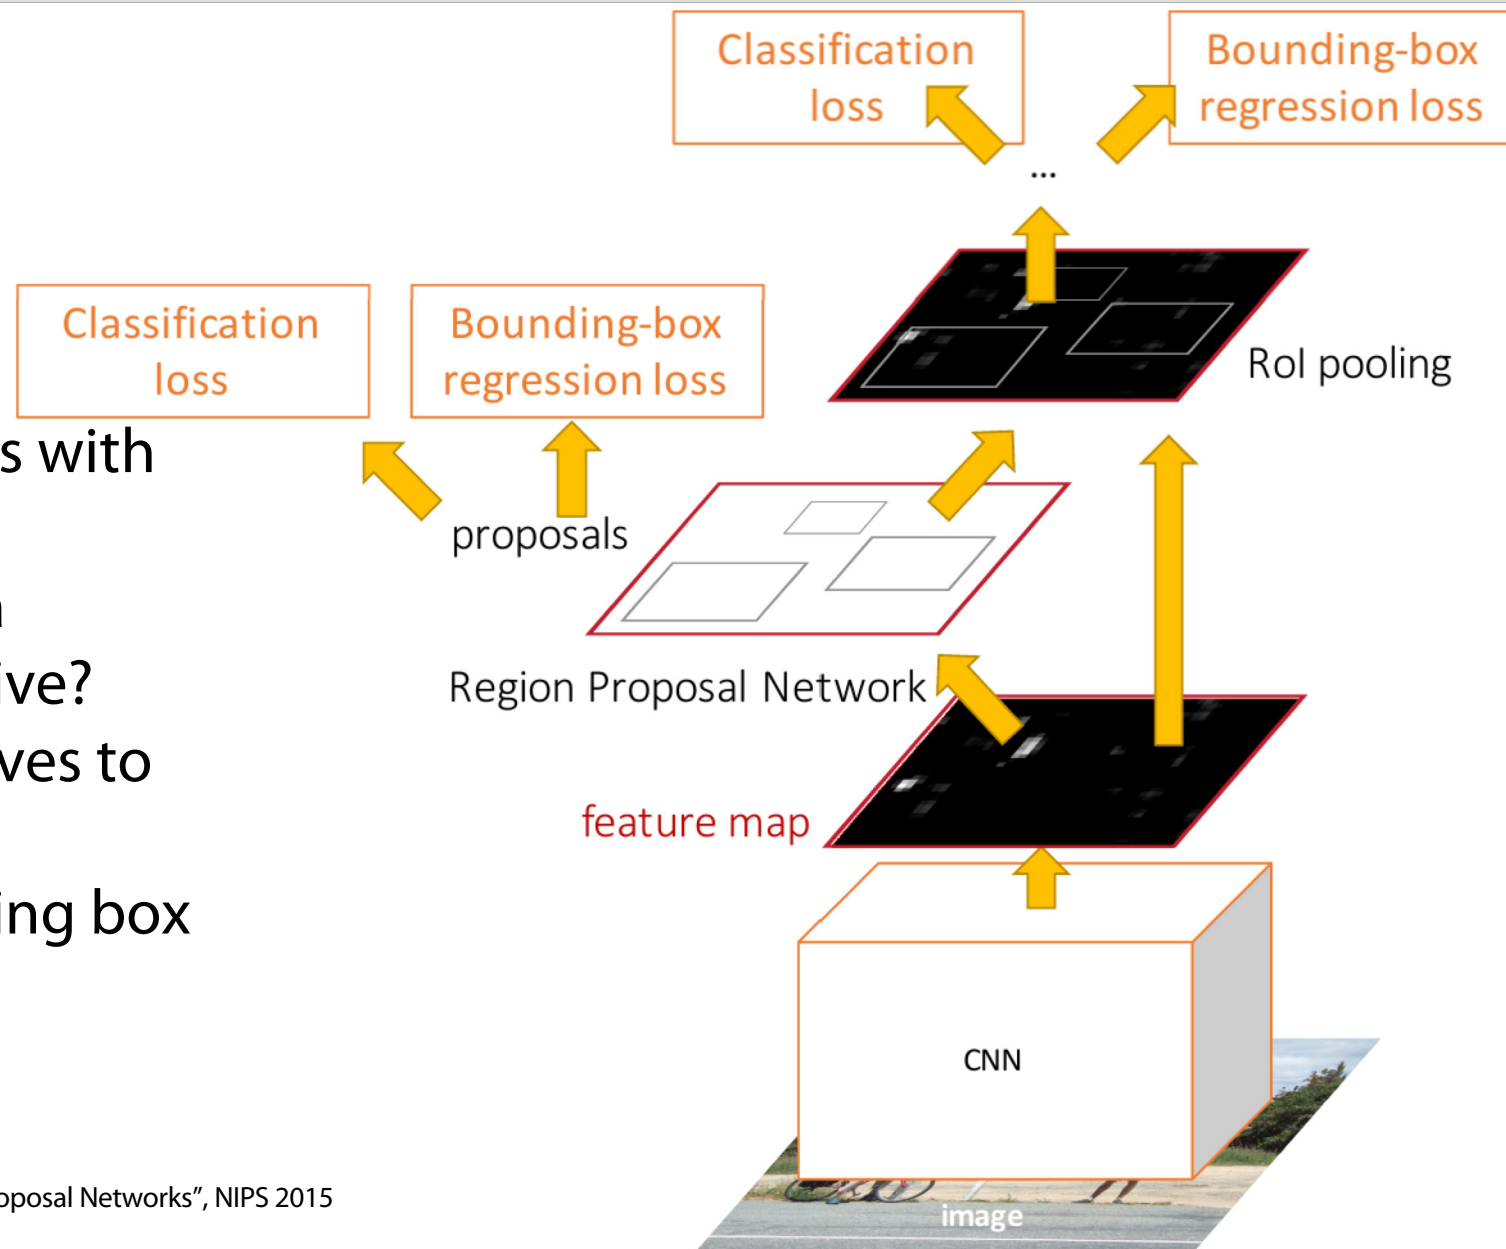 Classification
loss
Bounding-box
regression loss
...
Classification
loss
Bounding-box
regression loss
RoI pooling
s with
proposals
ive?
Region Proposal Network
ves to
feature map
ing box
CNN
oposal Networks”, NIPS 2015
image